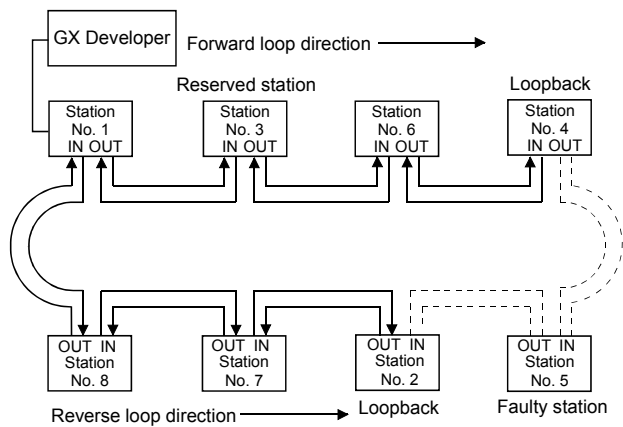 GX Developer
Forward loop direction
Reserved station
Loopback
Station
No. 1
IN OUT
Station
No. 3
IN OUT
Station
No. 6
IN OUT
Station
No. 4
IN OUT
OUT IN
Station
No. 8
OUT IN
Station
No. 7
OUT IN
Station
No. 2
OUT IN
Station
No. 5
Reverse loop direction
Loopback
Faulty station